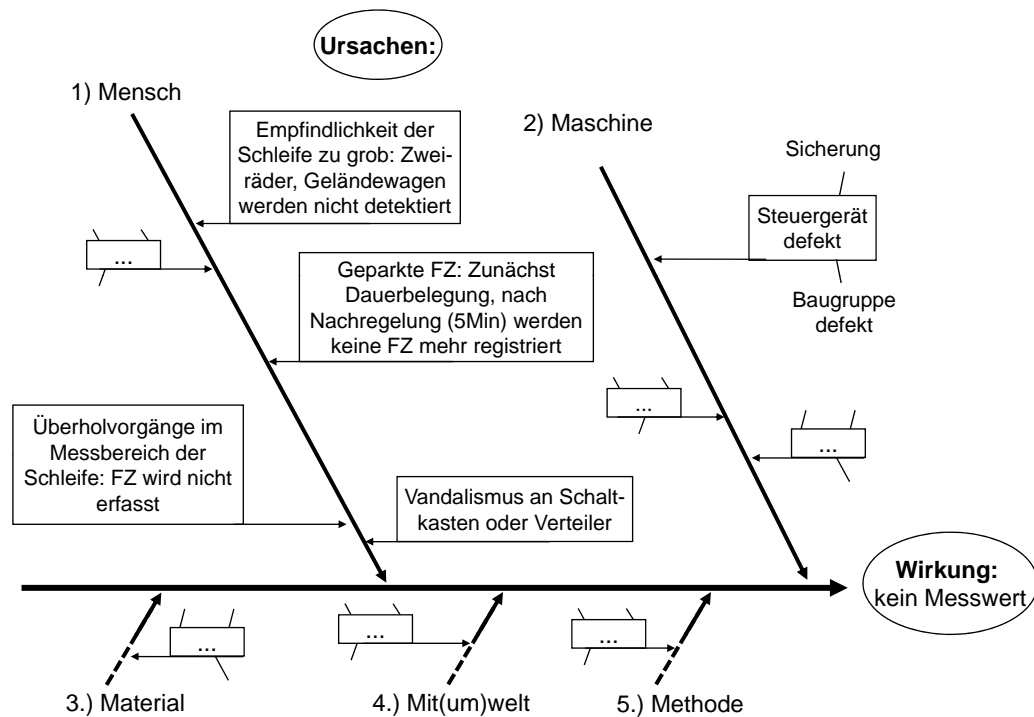 Ursachen:
1) Mensch
Empfindlichkeit der
Schleife zu grob: Zwei-
räder, Geländewagen
werden nicht detektiert
...
Geparkte FZ: Zunächst
Dauerbelegung, nach
Nachregelung (5Min) werden
keine FZ mehr registriert
Überholvorgänge im
Messbereich der
Schleife: FZ wird nicht
erfasst
Vandalismus an Schalt-
kasten oder Verteiler
2) Maschine
Sicherung
Steuergerät
defekt
Baugruppe
defekt
...
...
Wirkung:
kein Messwert
...
3.) Material
...
4.) Mit(um)welt
...
5.) Methode